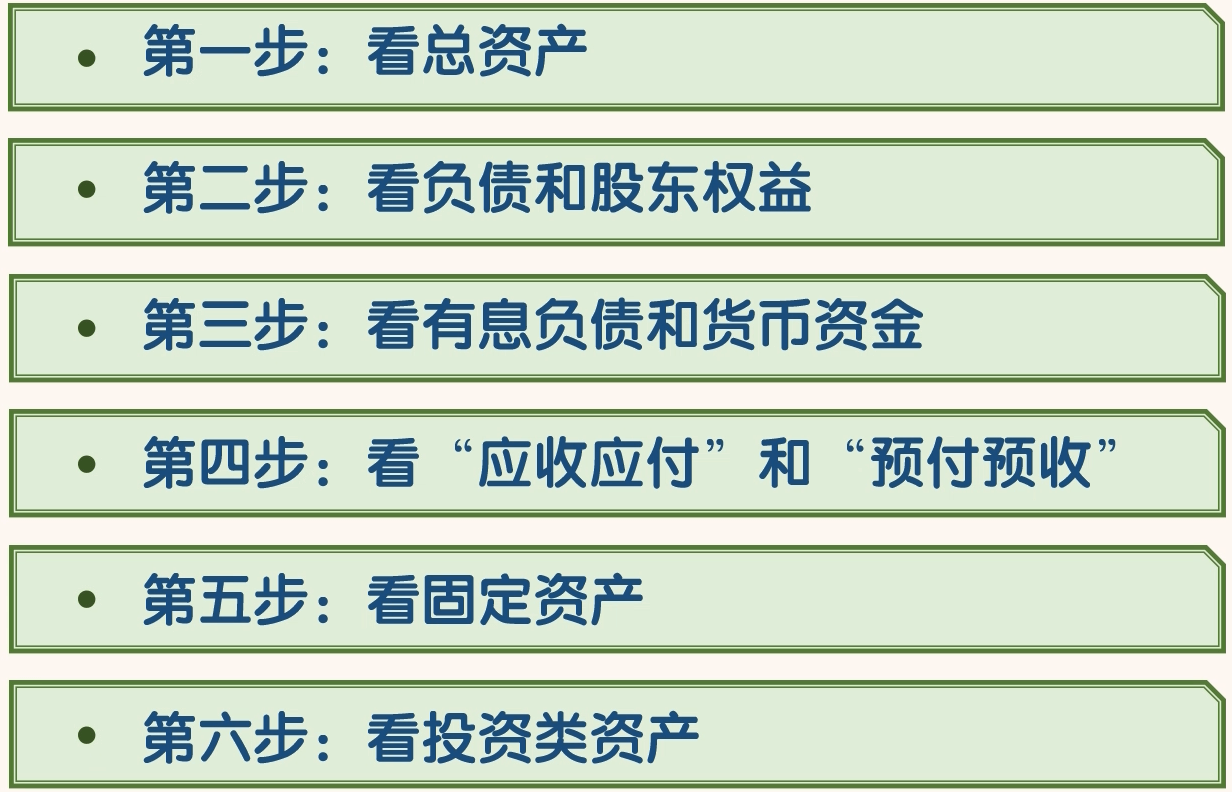 • 第一步：看总资产
• 第二步：看负债和股东权益
• 第三步：看有息负债和货币资金
• 第四步：看“应收应付”和“预付预收”
• 第五步：看固定资产
• 第六步：看投资类资产